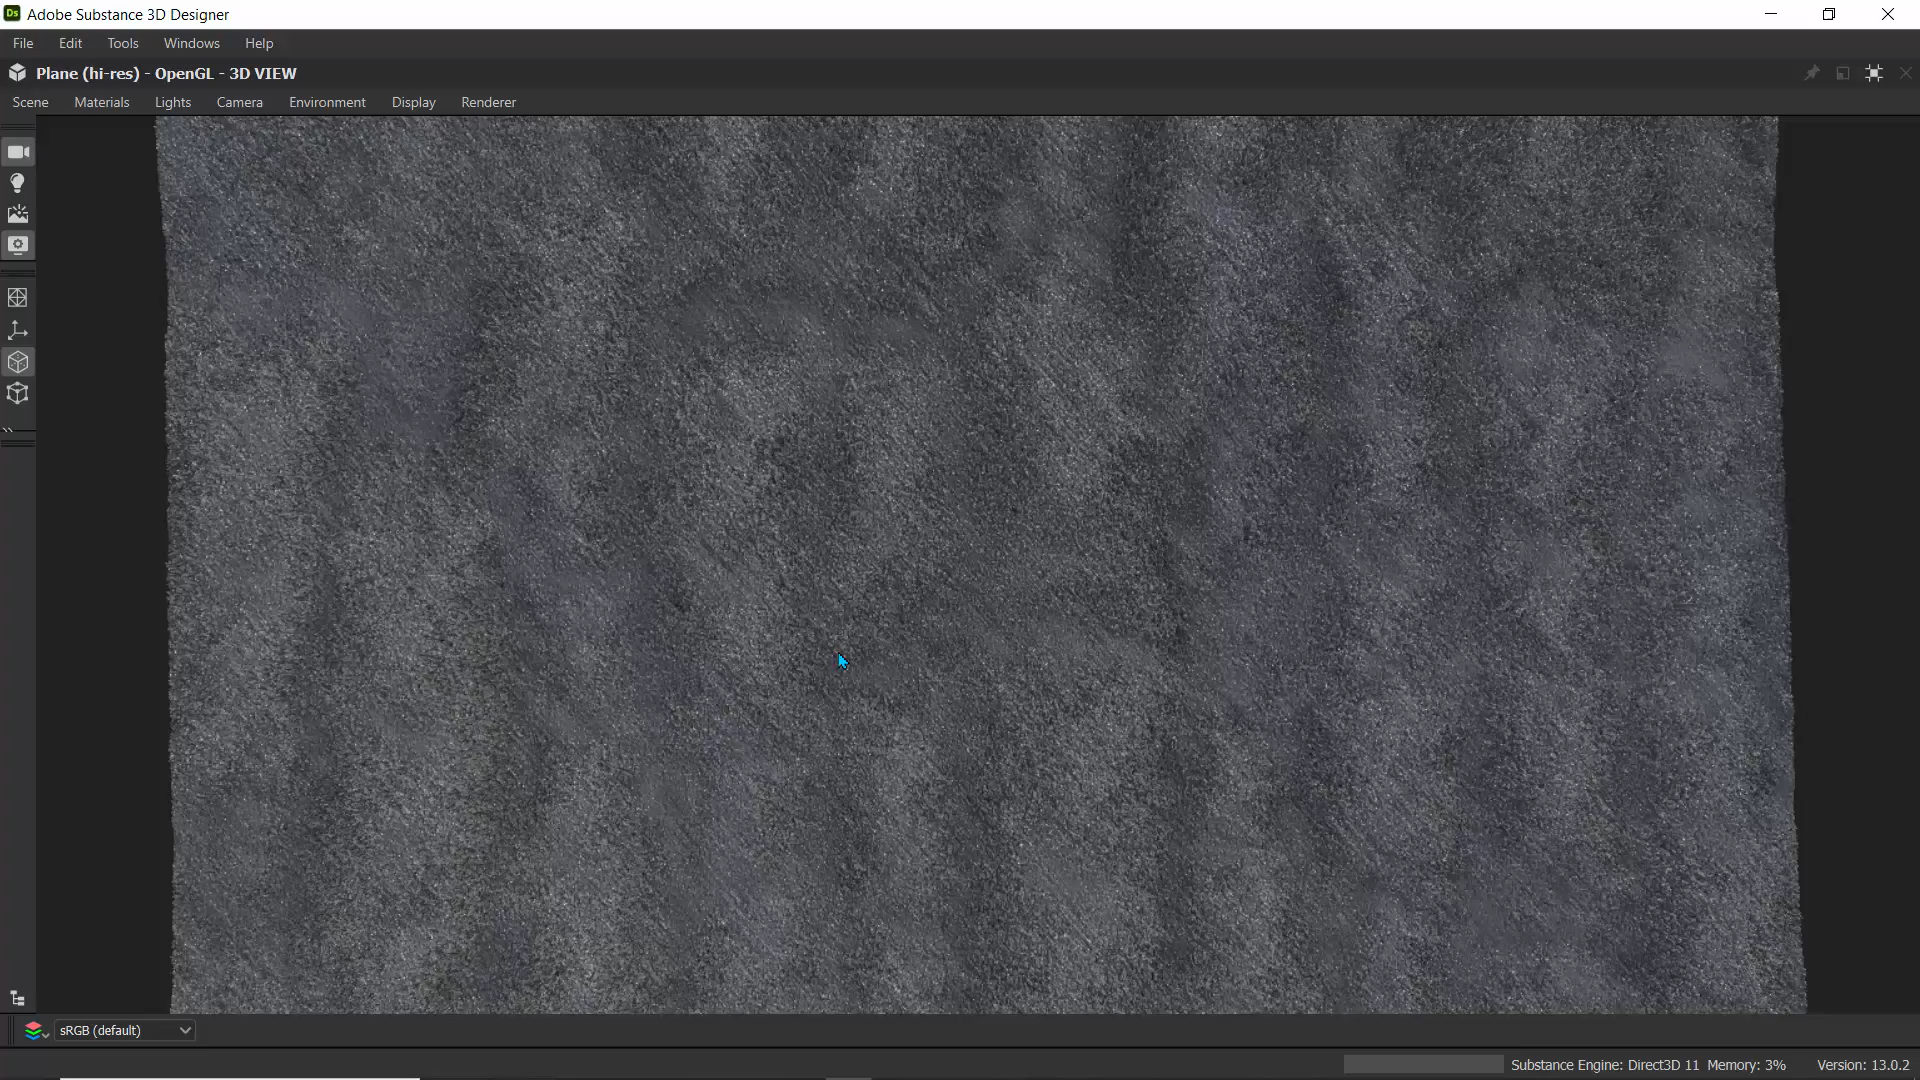 Ds Adobe Substance 3D Designer
File Edit Tools Windows Help
Plane (hi-res) - OpenGL - 3D VIEW
Scene Materials Lights Camera Environment Display Renderer
sRGB (default)
Substance Engine: Direct3D 11 Memory: 3% Version: 13.0.2